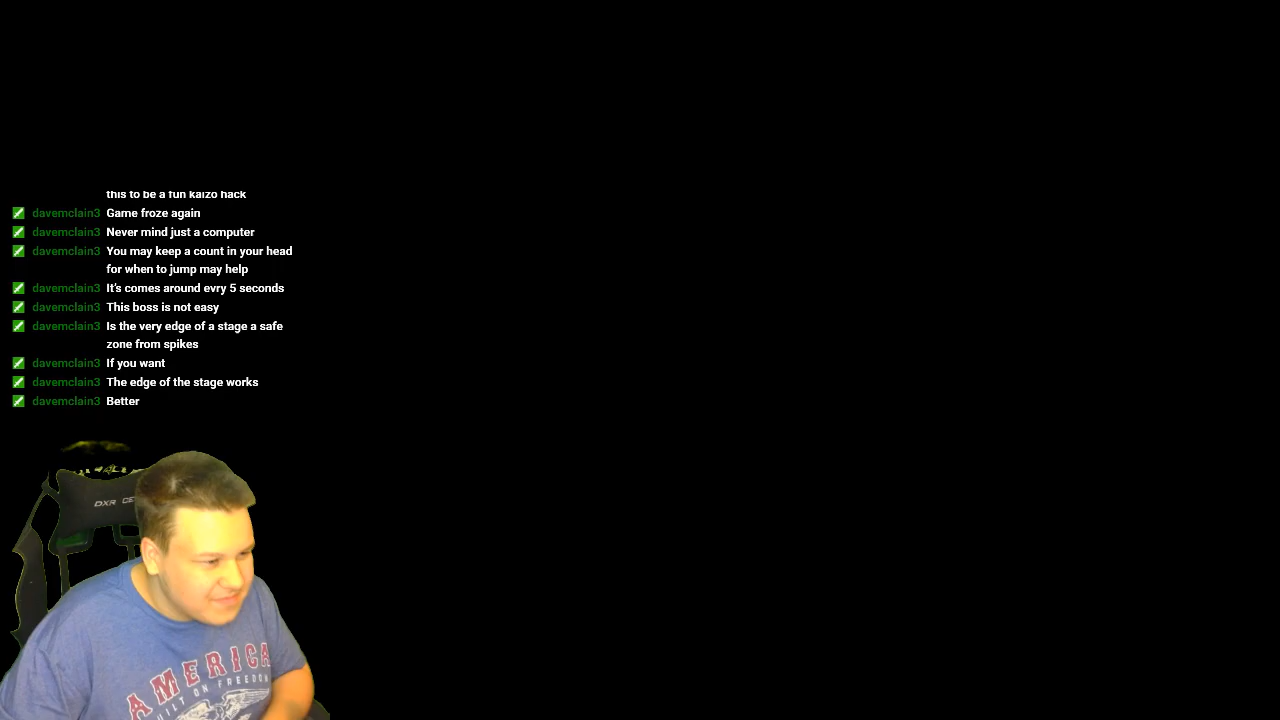 this to be a fun kaizo hack
davemclain3 Game froze again
davemclain3 Never mind just a computer
davemclain3 You may keep a count in your head
for when to jump may help
davemclain3 It's comes around evry 5 seconds
davemclain3 This boss is not easy
davemclain3 Is the very edge of a stage a safe
zone from spikes
davemclain3 If you want
davemclain3 The edge of the stage works
davemclain3 Better
DXR
AMERICA
BUILT ON FREEDOM